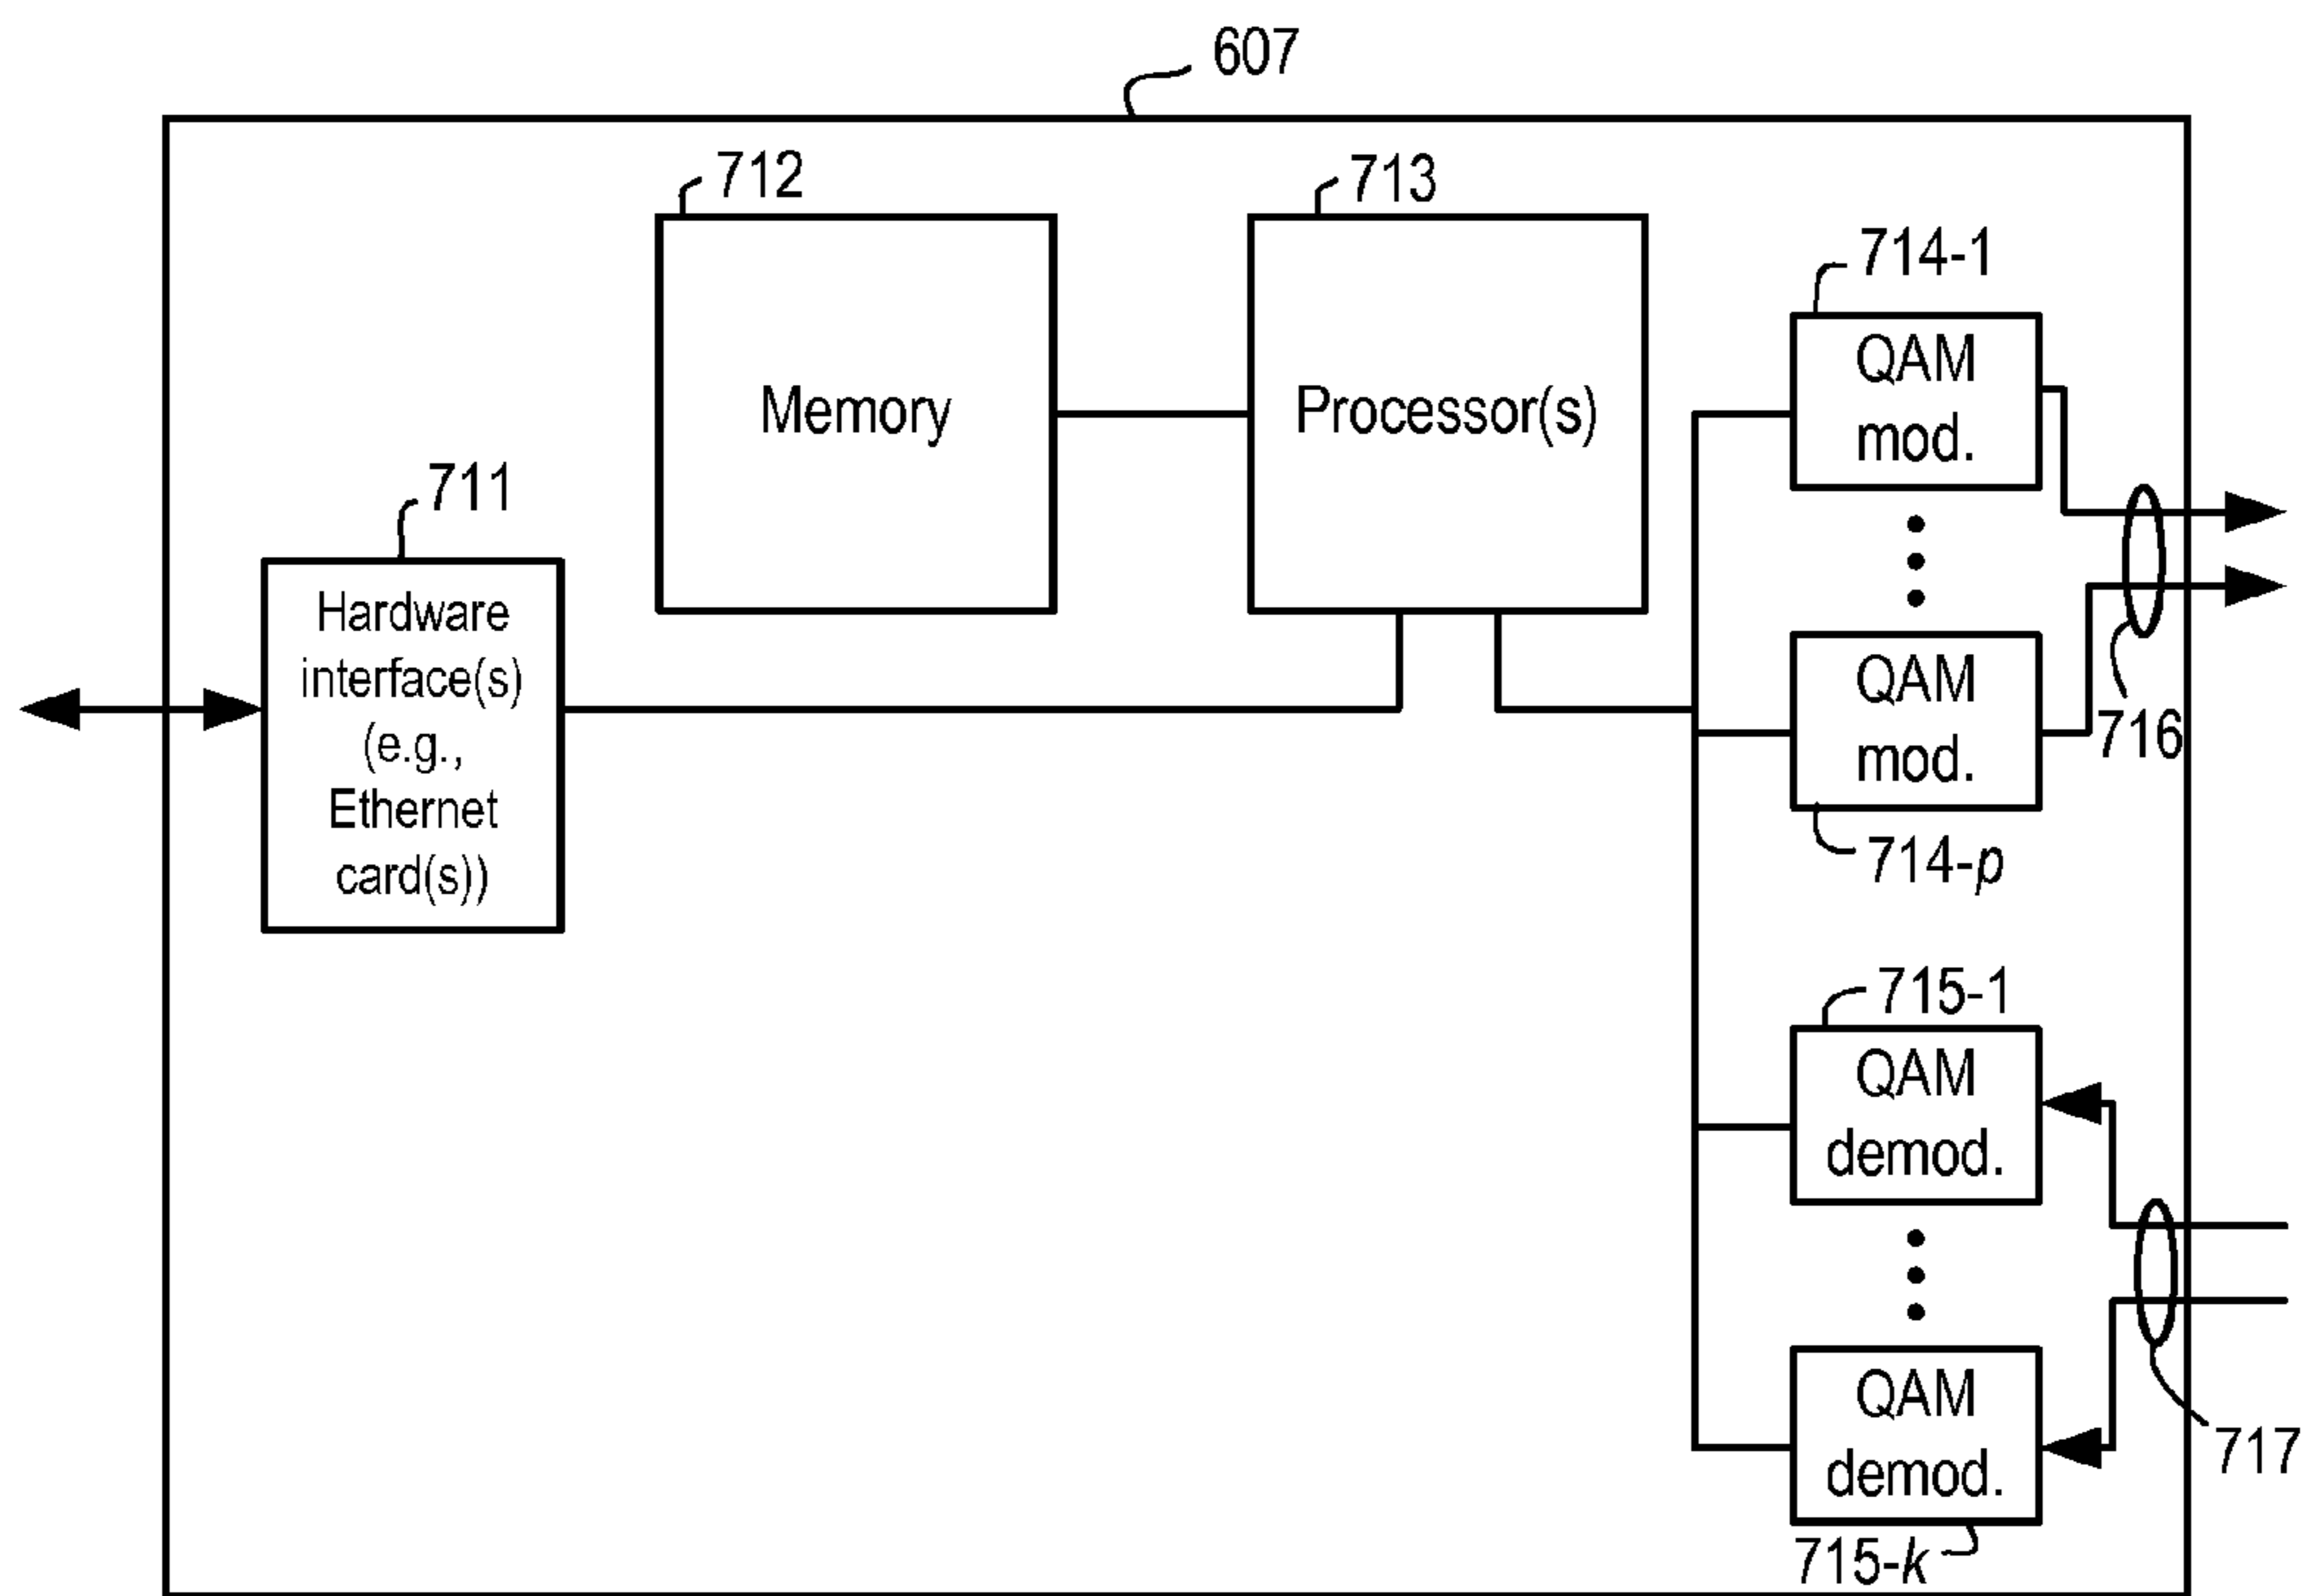 607
712
713
714-1
Memory
Processor(s)
QAM
mod.
711
Hardware
interface(s)
(e.g.,
Ethernet
card(s))
QAM
mod.
716
714-p
715-1
QAM
demod.
QAM
demod.
717
715-k